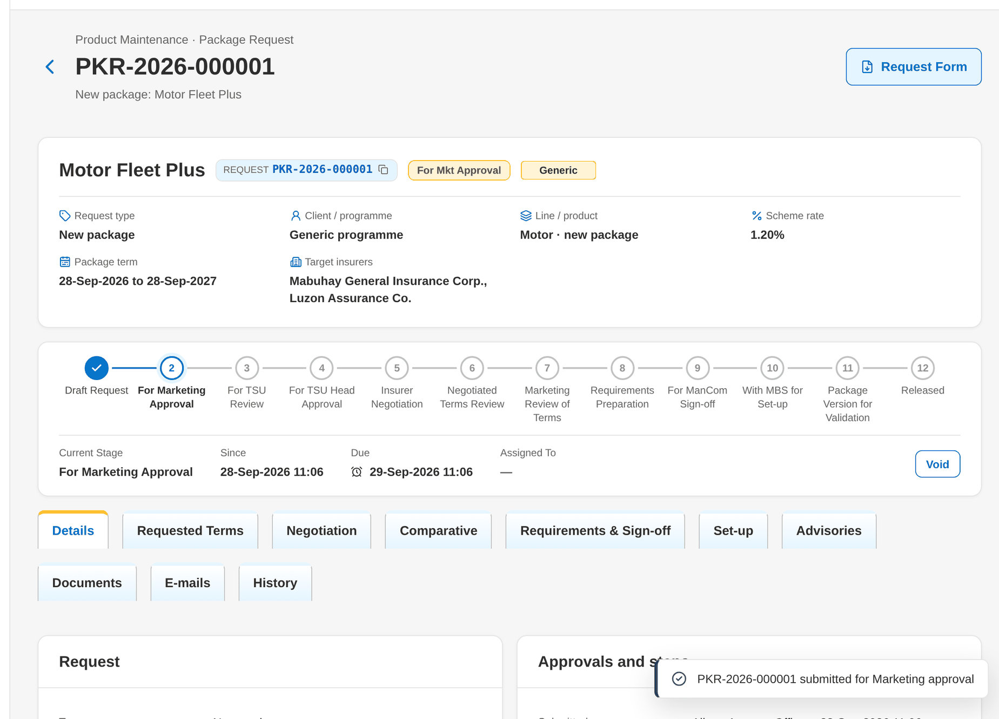 Product Maintenance · Package Request
PKR-2026-000001
New package: Motor Fleet Plus
Request Form
Motor Fleet Plus
REQUEST PKR-2026-000001
For Mkt Approval
Generic
Request type
New package
Client / programme
Generic programme
Line / product
Motor · new package
Scheme rate
1.20%
Package term
28-Sep-2026 to 28-Sep-2027
Target insurers
Mabuhay General Insurance Corp.,
Luzon Assurance Co.
Draft Request
2
For Marketing
Approval
3
For TSU
Review
4
For TSU Head
Approval
5
Insurer
Negotiation
6
Negotiated
Terms Review
7
Marketing
Review of
Terms
8
Requirements
Preparation
9
For ManCom
Sign-off
10
With MBS for
Set-up
11
Package
Version for
Validation
12
Released
Current Stage
For Marketing Approval
Since
28-Sep-2026 11:06
Due
29-Sep-2026 11:06
Assigned To
—
Void
Details
Requested Terms
Negotiation
Comparative
Requirements & Sign-off
Set-up
Advisories
Documents
E-mails
History
Request
Approvals and
PKR-2026-000001 submitted for Marketing approval